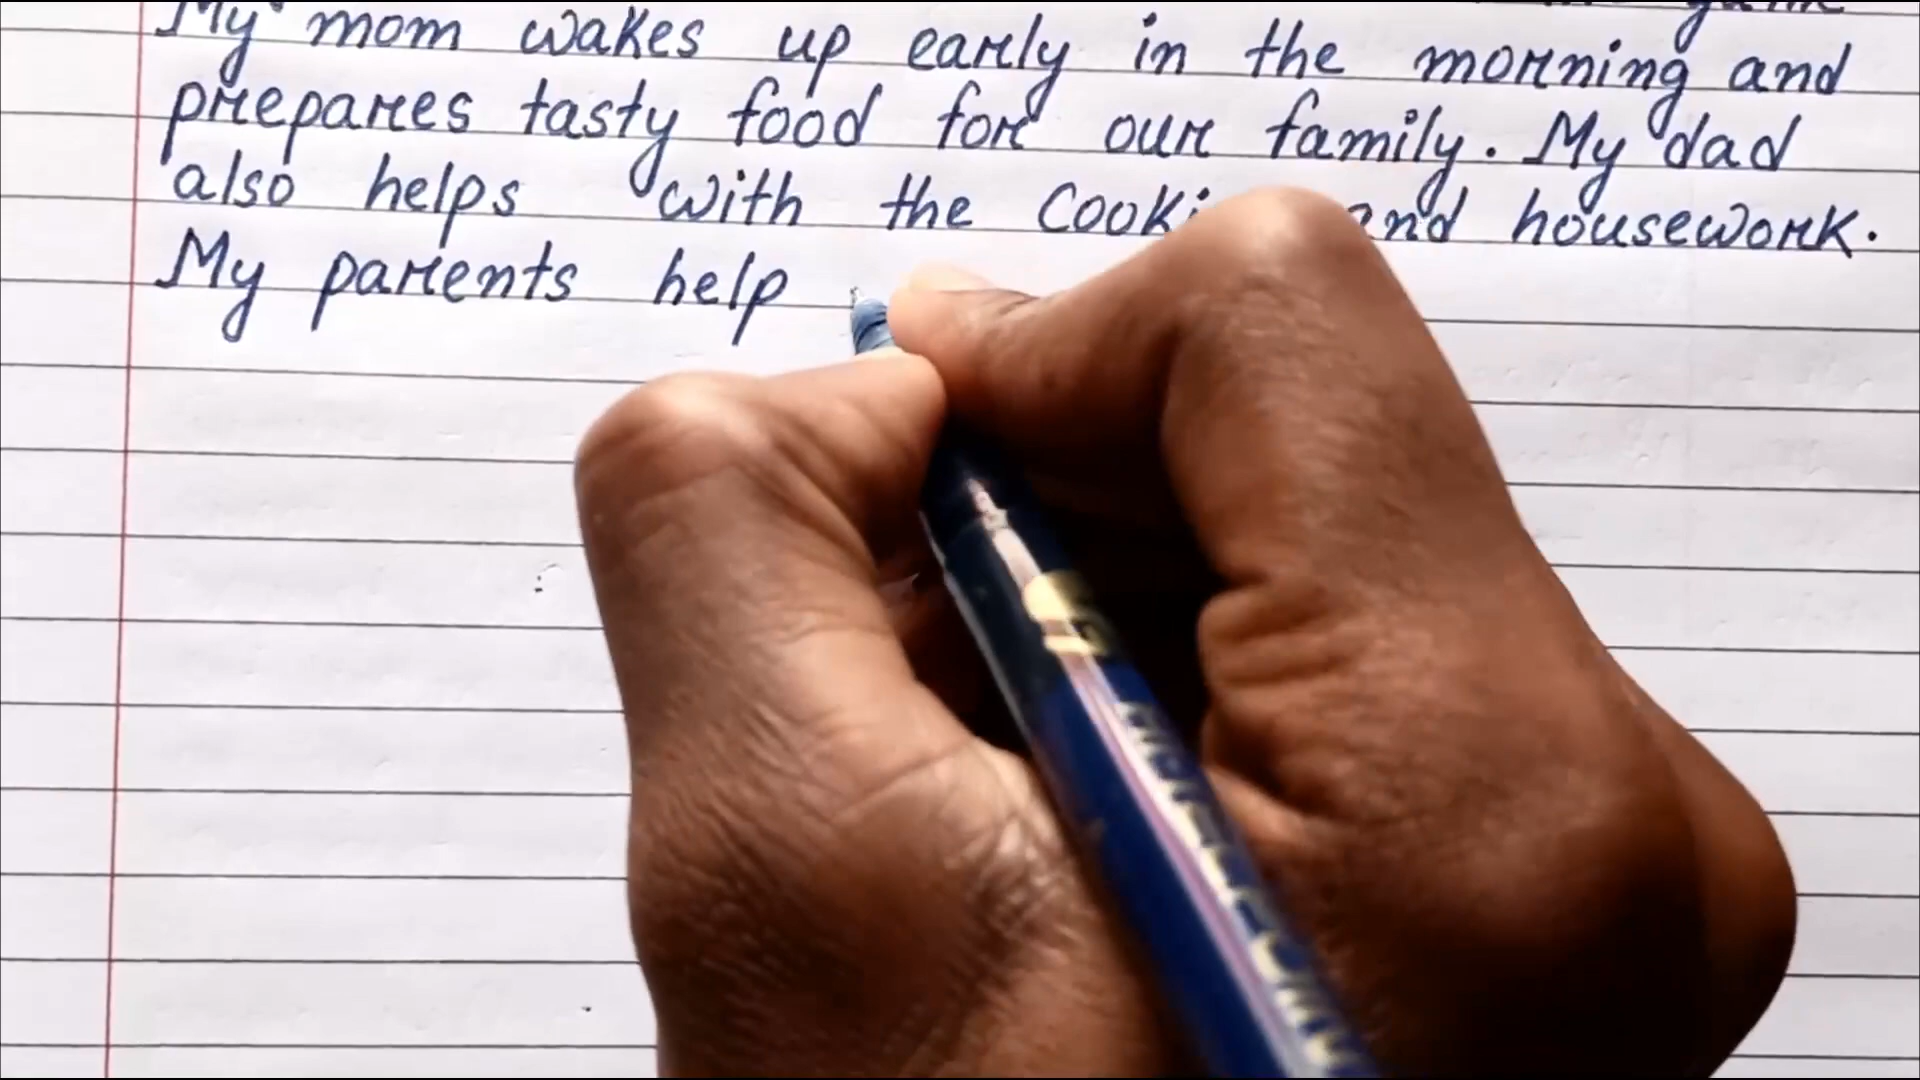 My mom wakes up early in the morning and
prepares tasty food for our family. My dad
also helps with the and housework.
My parents help